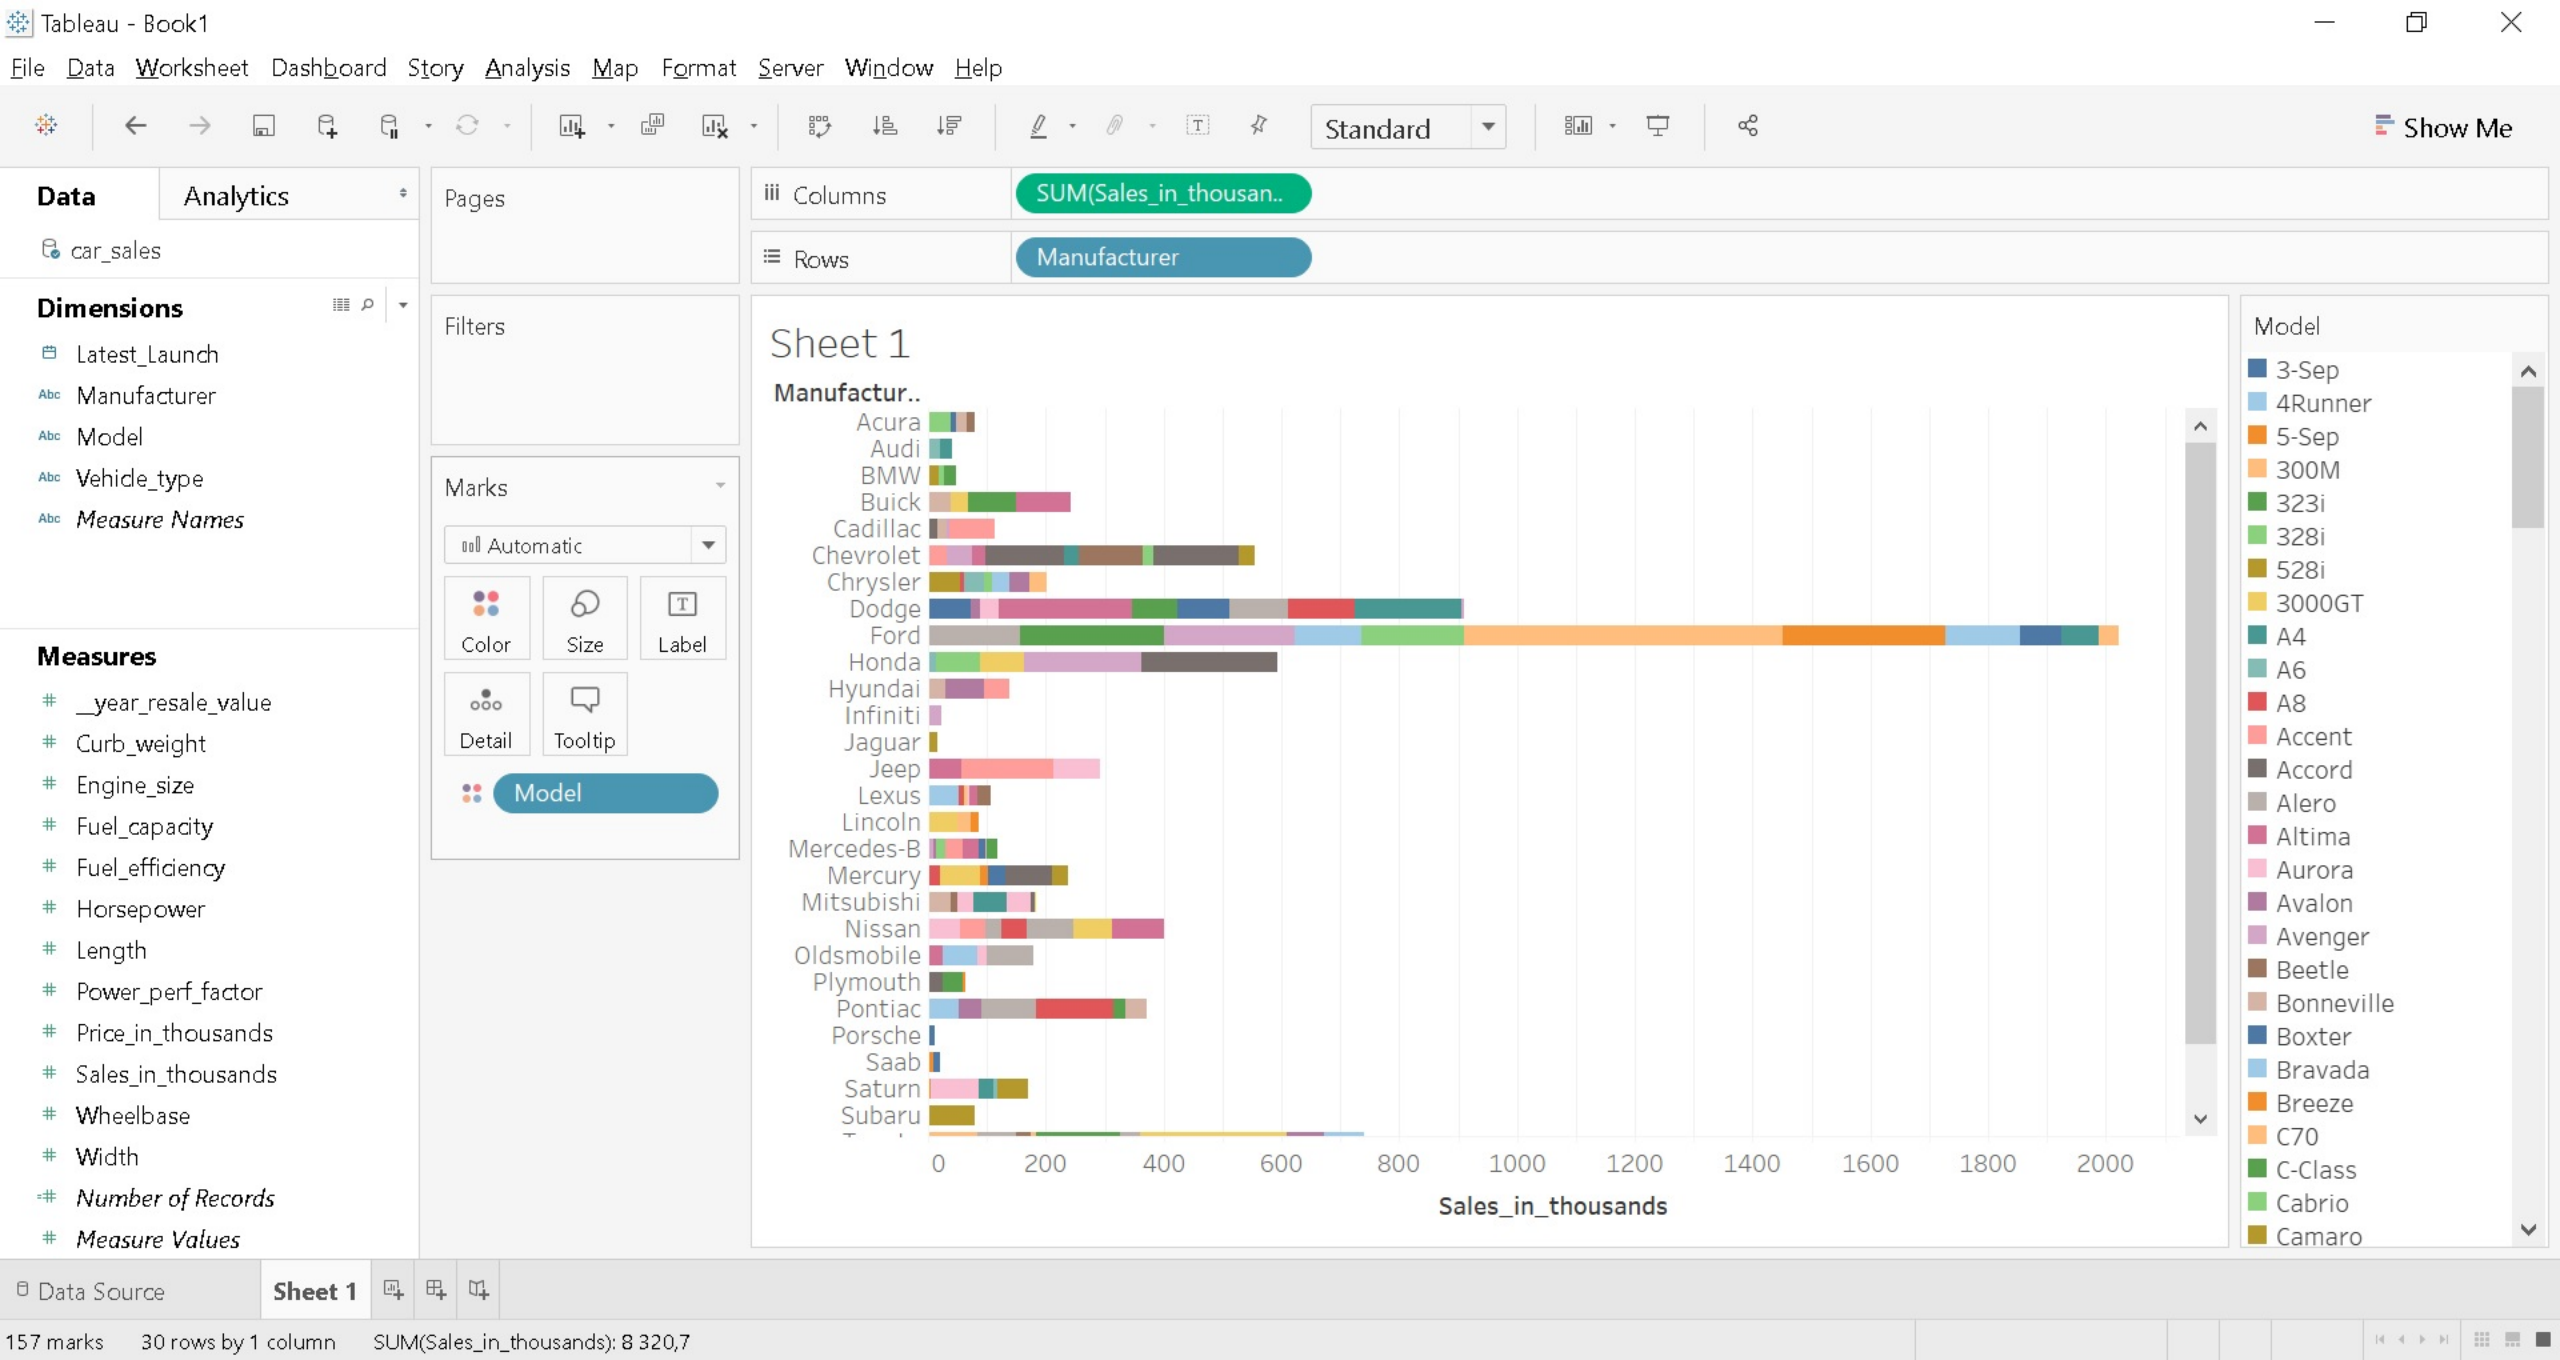 Tableau - Book1
File Data Worksheet Dashboard Story Analysis Map Format Server Window Help
Standard
Show Me
Data Analytics
car_sales
Dimensions
Latest_Launch
Abc Manufacturer
Abc Model
Abc Vehicle_type
Abc Measure Names
Measures
# __year_resale_value
# Curb_weight
# Engine_size
# Fuel_capacity
# Fuel_efficiency
# Horsepower
# Length
# Power_perf_factor
# Price_in_thousands
# Sales_in_thousands
# Wheelbase
# Width
=# Number of Records
# Measure Values
Pages
Filters
Marks
Automatic
Color Size T Label
Detail Tooltip
Model
Columns SUM(Sales_in_thousan..
Rows Manufacturer
Sheet 1
Manufactur..
Acura
Audi
BMW
Buick
Cadillac
Chevrolet
Chrysler
Dodge
Ford
Honda
Hyundai
Infiniti
Jaguar
Jeep
Lexus
Lincoln
Mercedes-B
Mercury
Mitsubishi
Nissan
Oldsmobile
Plymouth
Pontiac
Porsche
Saab
Saturn
Subaru
0 200 400 600 800 1000 1200 1400 1600 1800 2000
Sales_in_thousands
Model
3-Sep
4Runner
5-Sep
300M
323i
328i
528i
3000GT
A4
A6
A8
Accent
Accord
Alero
Altima
Aurora
Avalon
Avenger
Beetle
Bonneville
Boxter
Bravada
Breeze
C70
C-Class
Cabrio
Camaro
Data Source Sheet 1
157 marks 30 rows by 1 column SUM(Sales_in_thousands): 8 320,7